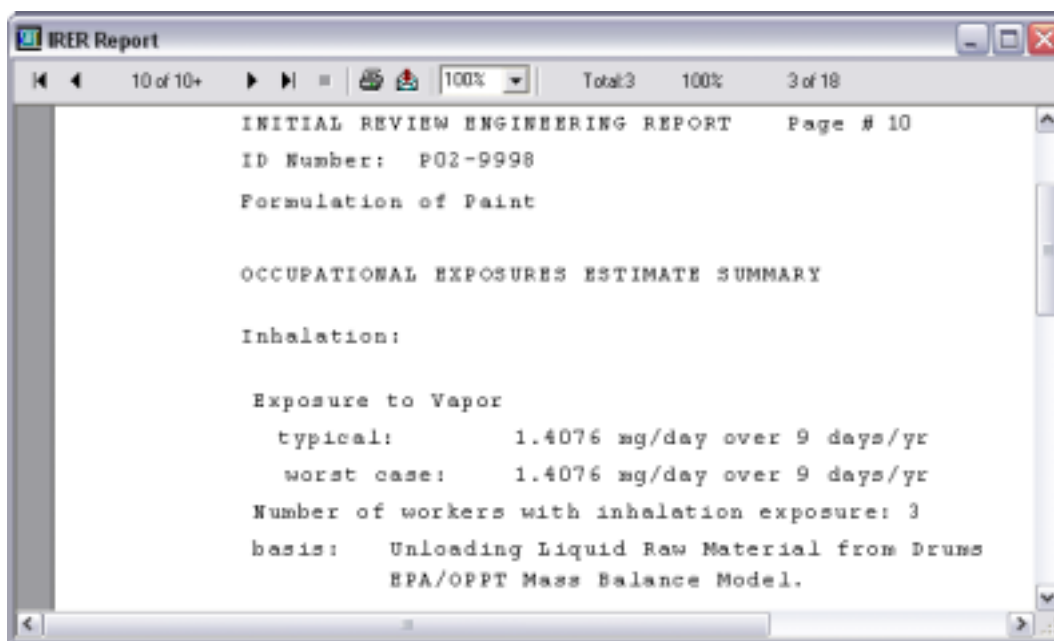 IRER Report
10 of 10+ 100% Total:3 100% 3 of 18
INITIAL REVIEW ENGINEERING REPORT Page # 10
ID Number: P02-9998
Formulation of Paint
OCCUPATIONAL EXPOSURES ESTIMATE SUMMARY
Inhalation:
Exposure to Vapor
typical: 1.4076 mg/day over 9 days/yr
worst case: 1.4076 mg/day over 9 days/yr
Number of workers with inhalation exposure: 3
basis: Unloading Liquid Raw Material from Drums
EPA/OPPT Mass Balance Model.